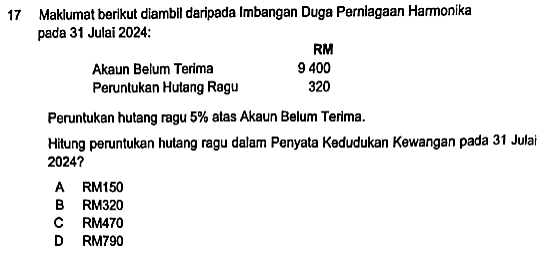 17 Maklumat berikut diambil daripada Imbangan Duga Perniagaan Harmonika
pada 31 Julai 2024:
RM
Akaun Belum Terima 9 400
Peruntukan Hutang Ragu 320
Peruntukan hutang ragu 5% atas Akaun Belum Terima.
Hitung peruntukan hutang ragu dalam Penyata Kedudukan Kewangan pada 31 Julai
2024?
A RM150
B RM320
C RM470
D RM790